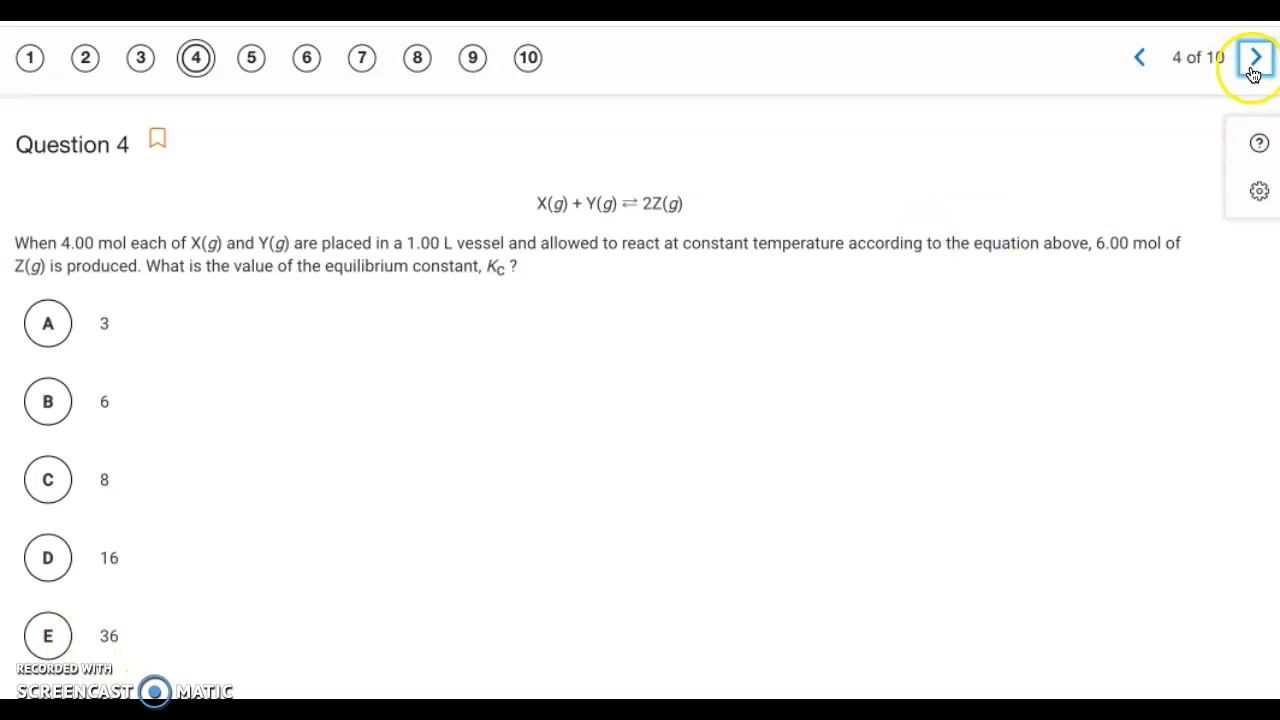 1 2 3 4 5 6 7 8 9 10 4 of 10
Question 4
X(g) + Y(g) ⇄ 2Z(g)
When 4.00 mol each of X(g) and Y(g) are placed in a 1.00 L vessel and allowed to react at constant temperature according to the equation above, 6.00 mol of
Z(g) is produced. What is the value of the equilibrium constant, KC ?
A 3
B 6
C 8
D 16
E 36
RECORDED WITH
SCREENCAST MATIC